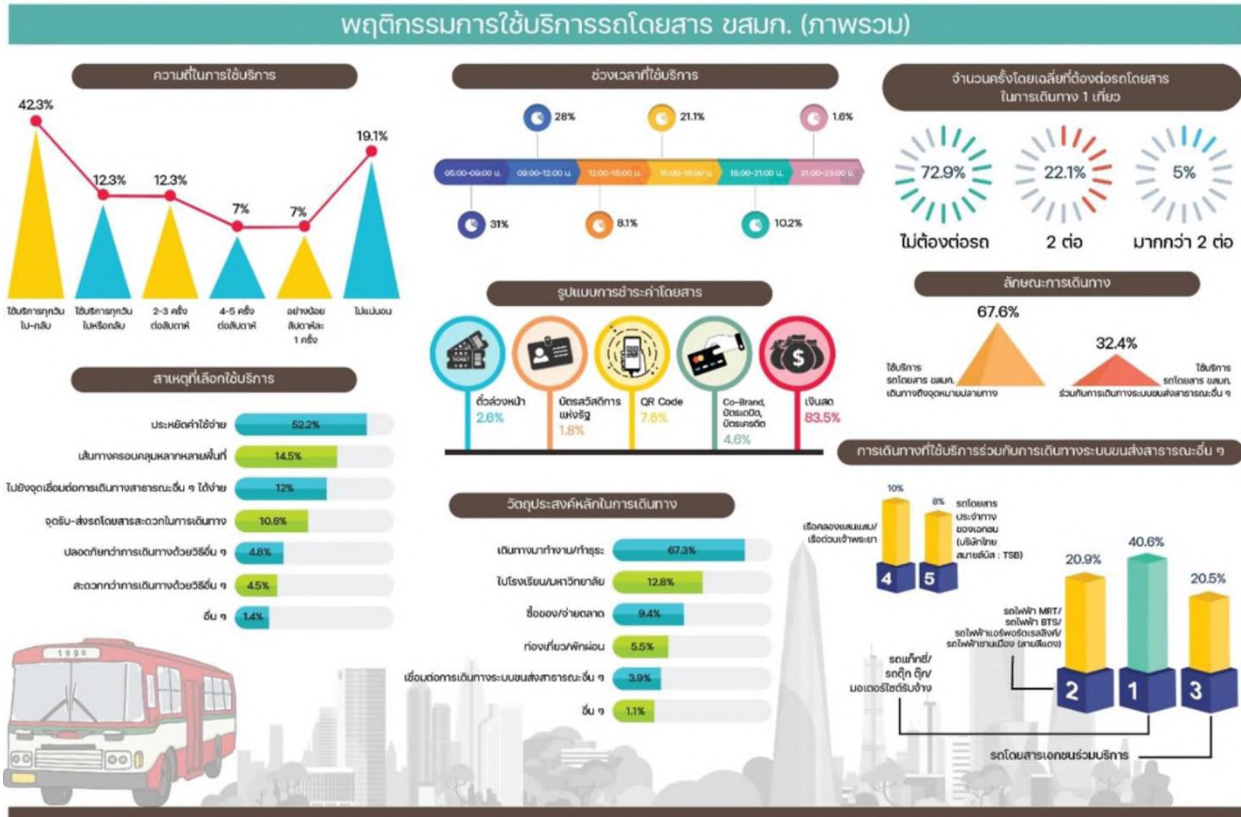 พฤติกรรมการใช้บริการรถโดยสาร ขสมก. (ภาพรวม)
ความถี่ในการใช้บริการ
42.3%
12.3%
12.3%
7%
7%
19.1%
ใช้บริการทุกวัน
ไป-กลับ
ใช้บริการทุกวัน
ไปหรือกลับ
2-3 ครั้ง
ต่อสัปดาห์
4-5 ครั้ง
ต่อสัปดาห์
อย่างน้อย
สัปดาห์ละ
1 ครั้ง
ไม่แน่นอน
สาเหตุที่เลือกใช้บริการ
ประหยัดค่าใช้จ่าย
52.2%
เส้นทางครอบคลุมหลากหลายพื้นที่
14.5%
ไปยังจุดเชื่อมต่อการเดินทางสาธารณะอื่น ๆ ได้ง่าย
12%
จุดรับ-ส่งรถโดยสารสะดวกในการเดินทาง
10.6%
ปลอดภัยกว่าการเดินทางด้วยวิธีอื่น ๆ
4.8%
สะดวกกว่าการเดินทางด้วยวิธีอื่น ๆ
4.5%
อื่น ๆ
1.4%
1990
ช่วงเวลาที่ใช้บริการ
28%
21.1%
1.6%
05:00-09:00 น.
09:00-12:00 น.
31%
8.1%
10.2%
รูปแบบการชำระค่าโดยสาร
TICKET
ตั๋วล่วงหน้า
2.6%
บัตรสวัสดิการ
แห่งรัฐ
1.8%
QR Code
7.6%
Co-Brand,
บัตรเดบิต,
บัตรเครดิต
4.6%
$
เงินสด
83.5%
วัตถุประสงค์หลักในการเดินทาง
เดินทางมาทำงาน/ทำธุระ
67.3%
ไปโรงเรียน/มหาวิทยาลัย
12.8%
ซื้อของ/จ่ายตลาด
9.4%
ท่องเที่ยว/พักผ่อน
5.5%
เชื่อมต่อการเดินทางระบบขนส่งสาธารณะอื่น ๆ
3.9%
อื่น ๆ
1.1%
จำนวนครั้งโดยเฉลี่ยที่ต้องต่อรถโดยสาร
ในการเดินทาง 1 เที่ยว
72.9%
22.1%
5%
ไม่ต้องต่อรถ
2 ต่อ
มากกว่า 2 ต่อ
ลักษณะการเดินทาง
67.6%
32.4%
ใช้บริการ
รถโดยสาร ขสมก.
เดินทางถึงจุดหมายปลายทาง
ใช้บริการ
รถโดยสาร ขสมก.
ร่วมกับการเดินทางระบบขนส่งสาธารณะอื่น ๆ
การเดินทางที่ใช้บริการร่วมกับการเดินทางระบบขนส่งสาธารณะอื่น ๆ
10%
8%
เรือคลองแสนแสบ/
เรือด่วนเจ้าพระยา
รถโดยสาร
ประจำทาง
ของเอกชน
(บริษัทไทย
สมายล์บัส : TSB)
4
5
20.9%
40.6%
20.5%
รถไฟฟ้า MRT/
รถไฟฟ้า BTS/
รถไฟฟ้าแอร์พอร์ตเรลลิงค์/
รถไฟฟ้าชานเมือง (สายสีแดง)
รถแท็กซี่/
รถตุ๊ก ตุ๊ก/
มอเตอร์ไซด์รับจ้าง
2
1
3
รถโดยสารเอกชนร่วมบริการ